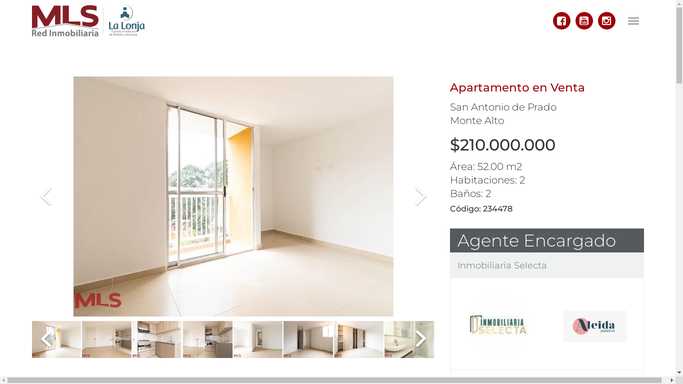 MLS
Red Inmobiliaria
La Lonja
Apartamento en Venta
San Antonio de Prado
Monte Alto
$210.000.000
Área: 52.00 m2
Habitaciones: 2
Baños: 2
Código: 234478
Agente Encargado
Inmobiliaria Selecta
MLS
INMOBILIARIA
SELECTA
Aleida